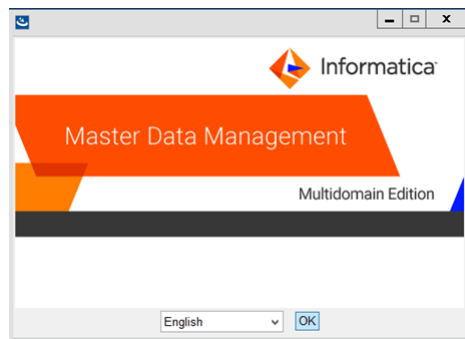 Informatica
Master Data Management
Multidomain Edition
English
OK